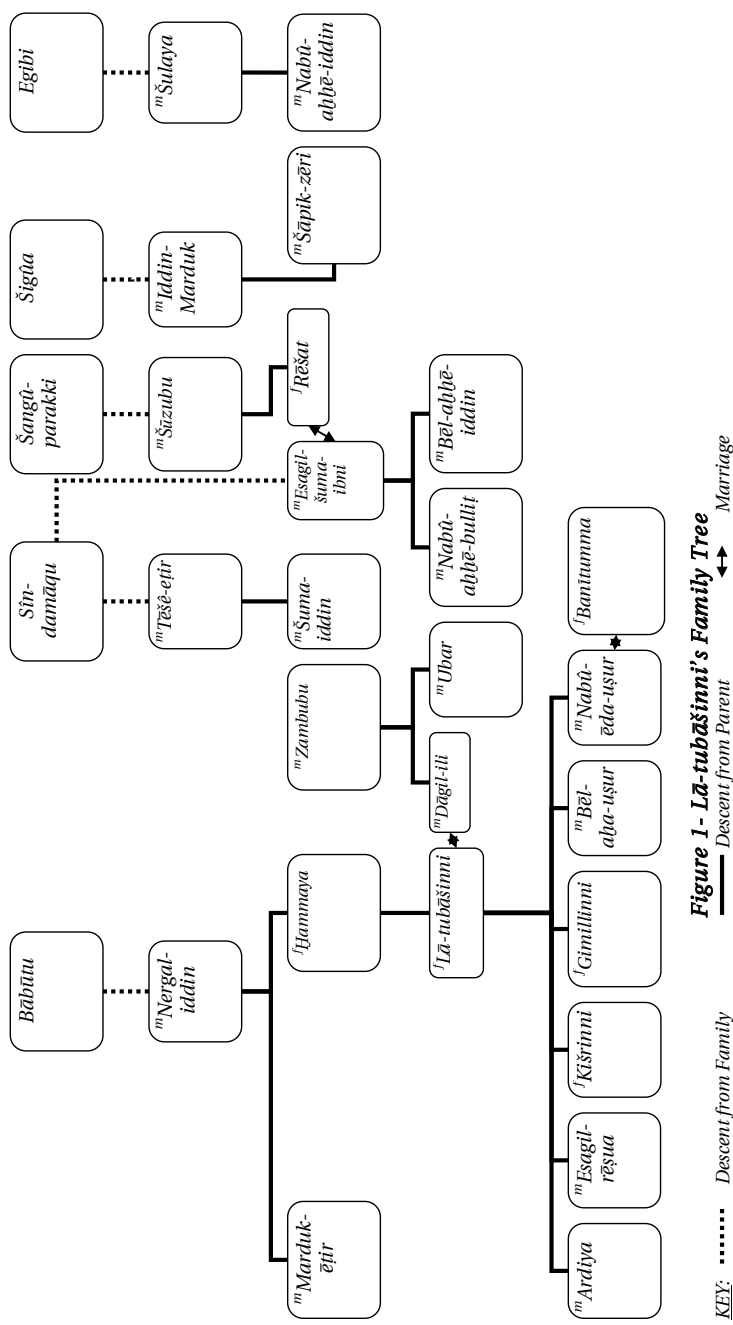 Bābūtu
Sîn-
damāqu
Šangû-
parakki
Šigûa
Egibi
ᵐNergal-
iddin
ᵐTēšê-eṭir
ᵐŠūzubu
ᵐIddin-
Marduk
ᵐŠulaya
ᵐMarduk-
ēṭir
ᶠḪammaya
ᵐZambubu
ᵐŠuma-
iddin
ᵐEsagil-
šuma-
ibni
ᶠRēšat
ᵐŠāpik-zēri
ᵐNabû-
aḫḫē-iddin
ᶠLā-tubāšinni
ᵐDāgil-ili
ᵐUbar
ᵐNabû-
aḫḫē-bulliṭ
ᵐBēl-aḫḫē-
iddin
ᵐArdiya
ᵐEsagil-
rēṣua
ᶠKišrinni
ᶠGimillinni
ᵐBēl-
aḫa-uṣur
ᵐNabû-
ēda-uṣur
ᶠBanitumma
Figure 1- Lā-tubāšinni's Family Tree
KEY: Descent from Family Descent from Parent Marriage